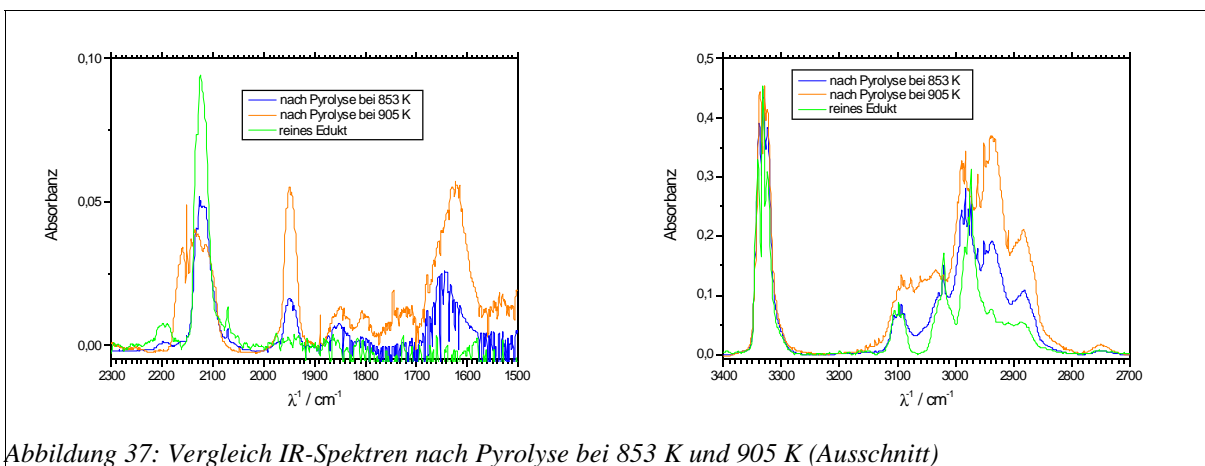 0,10
0,05
0,00
Absorbanz
nach Pyrolyse bei 853 K
nach Pyrolyse bei 905 K
reines Edukt
2300 2200 2100 2000 1900 1800 1700 1600 1500
λ⁻¹ / cm⁻¹
0,5
0,4
0,3
0,2
0,1
0,0
Absorbanz
nach Pyrolyse bei 853 K
nach Pyrolyse bei 905 K
reines Edukt
3400 3200 3000 2800 2700
λ⁻¹ / cm⁻¹
Abbildung 37: Vergleich IR-Spektren nach Pyrolyse bei 853 K und 905 K (Ausschnitt)